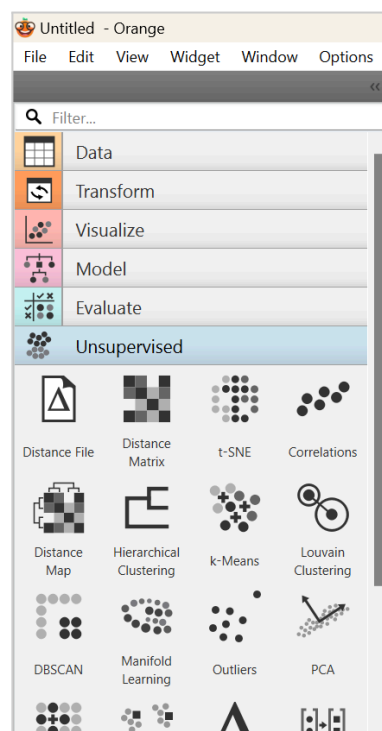 Untitled - Orange
File Edit View Widget Window Options
Filter...
Data
Transform
Visualize
Model
Evaluate
Unsupervised
Distance File
Distance
Matrix
t-SNE
Correlations
Distance
Map
Hierarchical
Clustering
k-Means
Louvain
Clustering
DBSCAN
Manifold
Learning
Outliers
PCA